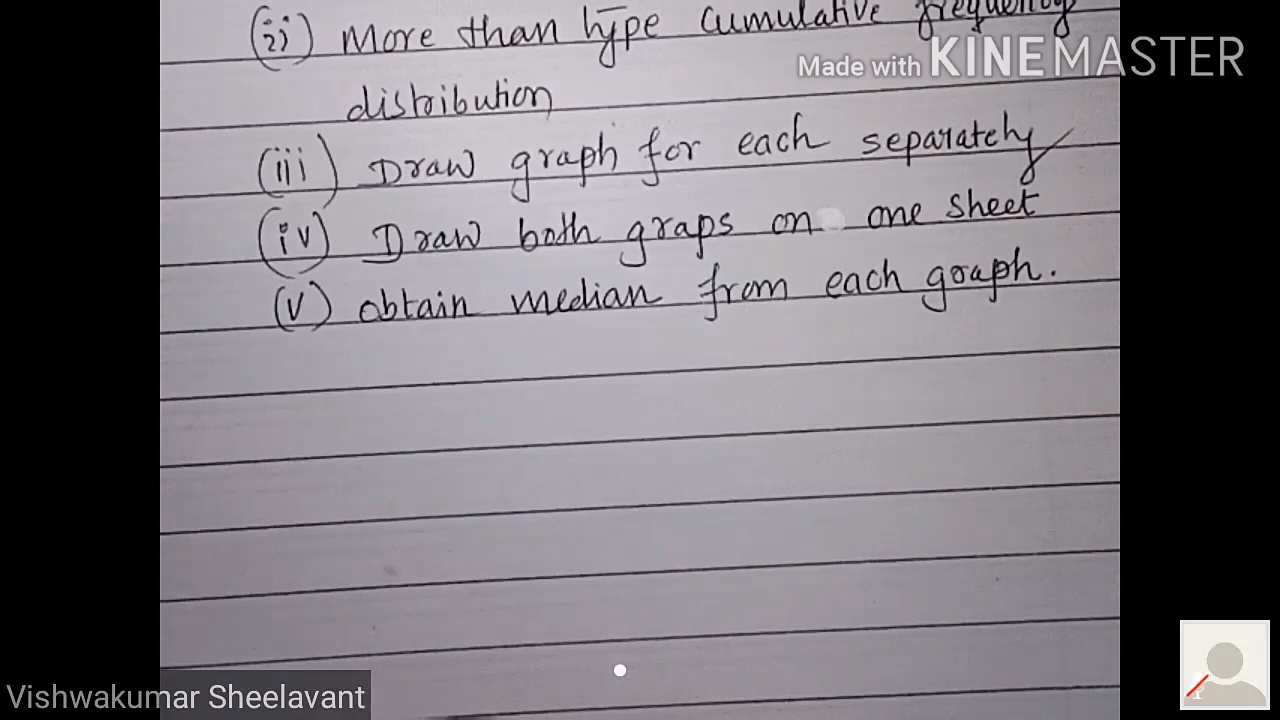 (ii) More than type Cumulative frequency
Made with KINEMASTER
distribution
(iii) Draw graph for each separately
(iv) Draw both graps on one sheet
(v) obtain median from each graph.
Vishwakumar Sheelavant